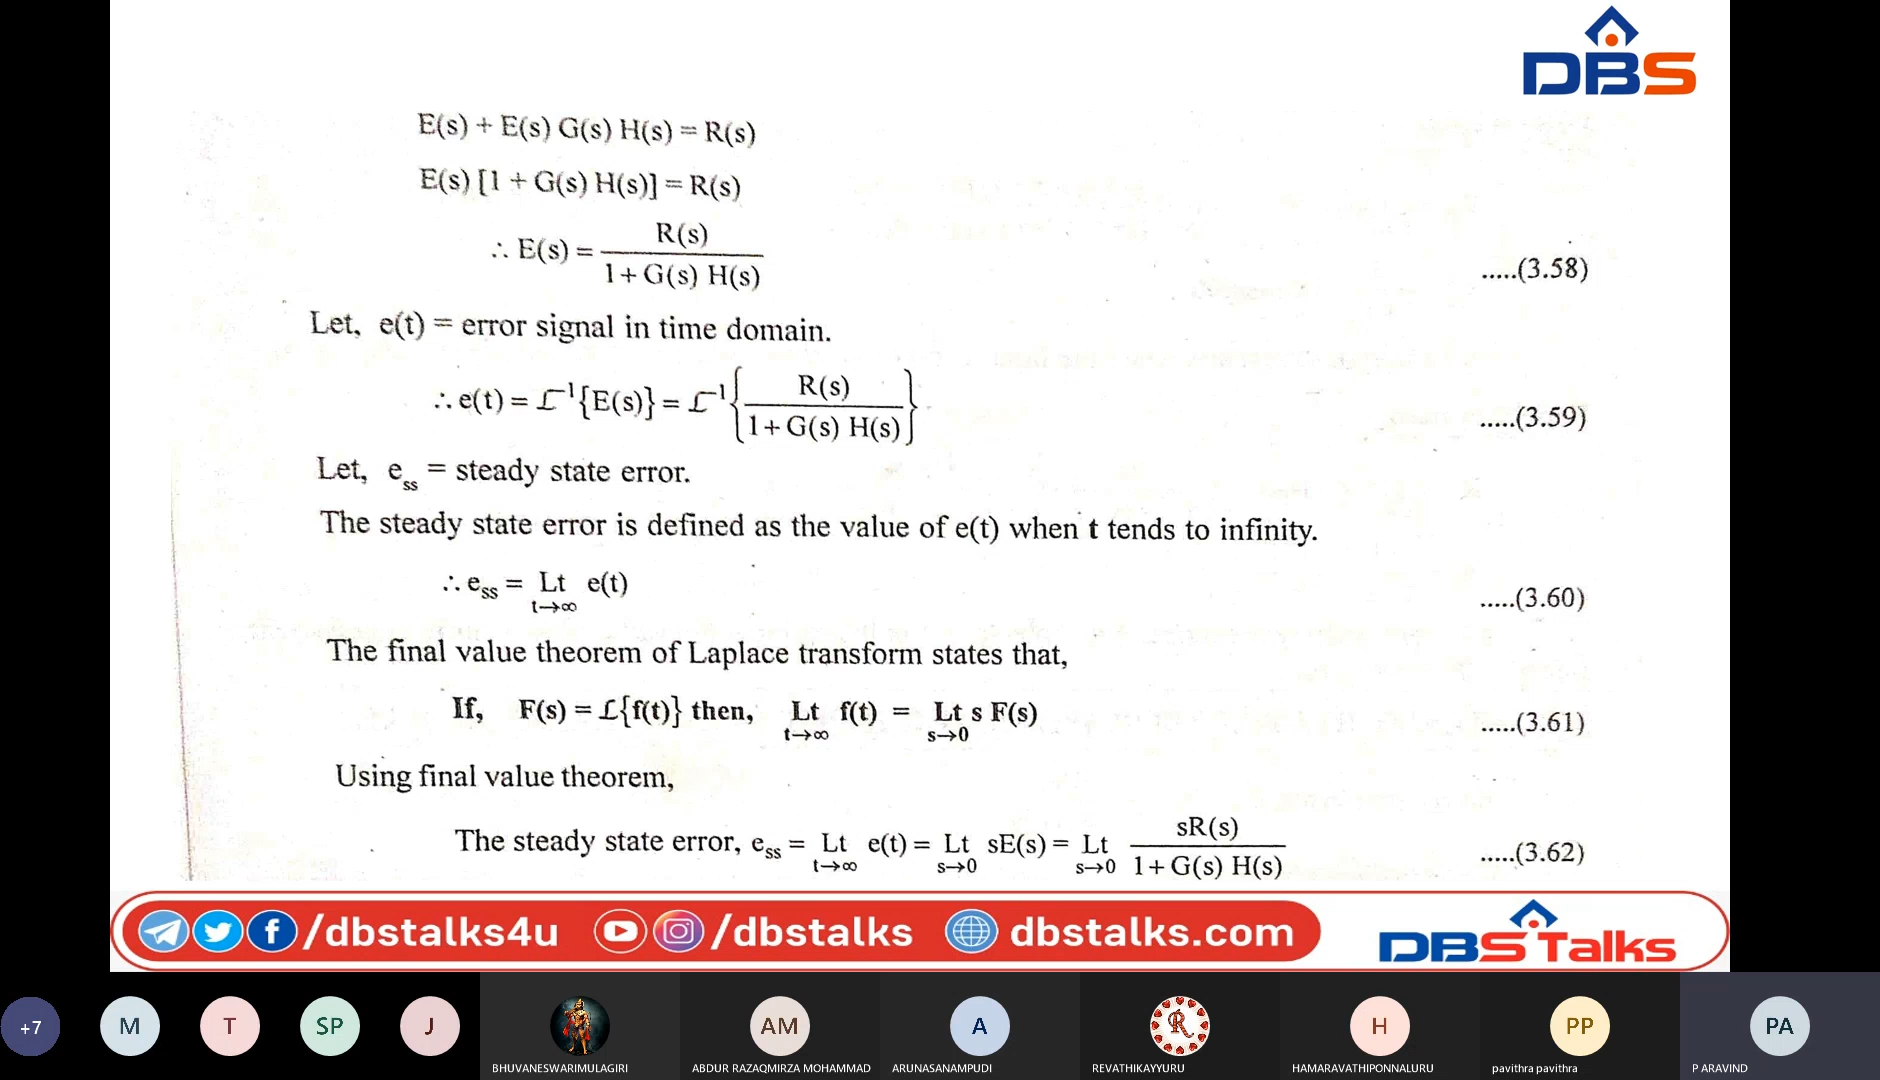 DBS
E(s) + E(s) G(s) H(s) = R(s)
E(s) [1 + G(s) H(s)] = R(s)
∴ E(s) = R(s) / 1 + G(s) H(s) .....(3.58)
Let, e(t) = error signal in time domain.
∴ e(t) = ℒ⁻¹{E(s)} = ℒ⁻¹{R(s) / 1 + G(s) H(s)} .....(3.59)
Let, eₛₛ = steady state error.
The steady state error is defined as the value of e(t) when t tends to infinity.
∴ eₛₛ = Lt t→∞ e(t) .....(3.60)
The final value theorem of Laplace transform states that,
If, F(s) = ℒ{f(t)} then, Lt t→∞ f(t) = Lt s→0 s F(s) .....(3.61)
Using final value theorem,
The steady state error, eₛₛ = Lt t→∞ e(t) = Lt s→0 sE(s) = Lt s→0 sR(s) / 1 + G(s) H(s) .....(3.62)
/dbstalks4u /dbstalks dbstalks.com DBS Talks
+7 M T SP J AM A R H PP PA
BHUVANESWARIMULAGIRI ABDUR RAZAQMIRZA MOHAMMAD ARUNASANAMPUDI REVATHIKAYYURU HAMARAVATHIPONNALURU pavithra pavithra P ARAVIND